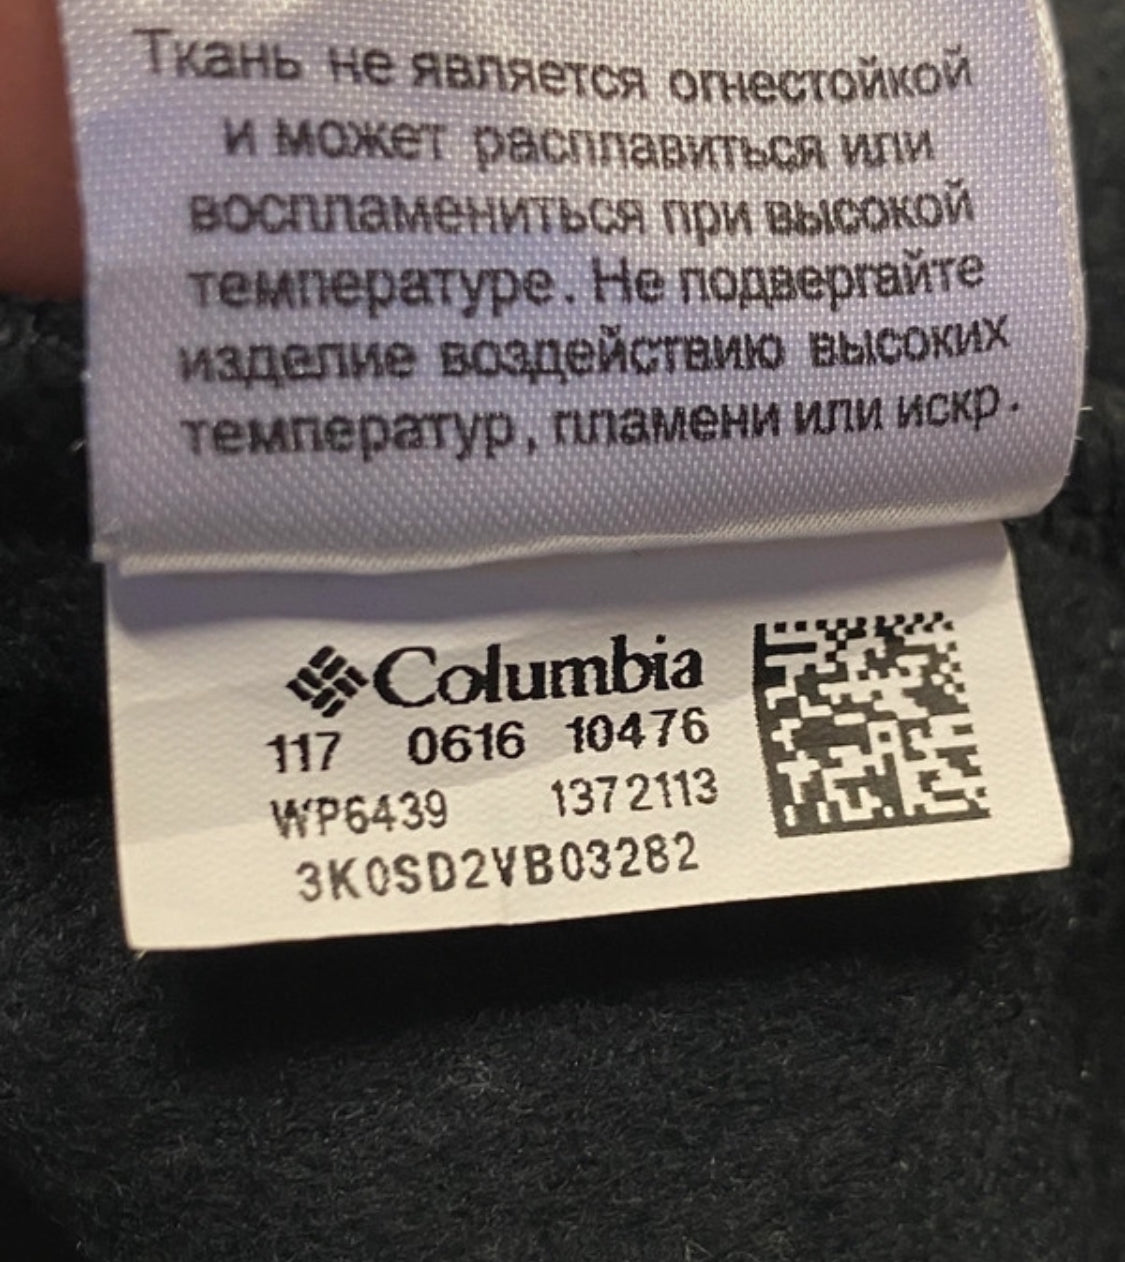 Ткань не является огнестойкой
и может расплавиться или
воспламениться при высокой
температуре. Не подвергайте
изделие воздействию высоких
температур, пламени или искр.
Columbia
117 0616 10476
WP6439 1372113
3K0SD2VB03282